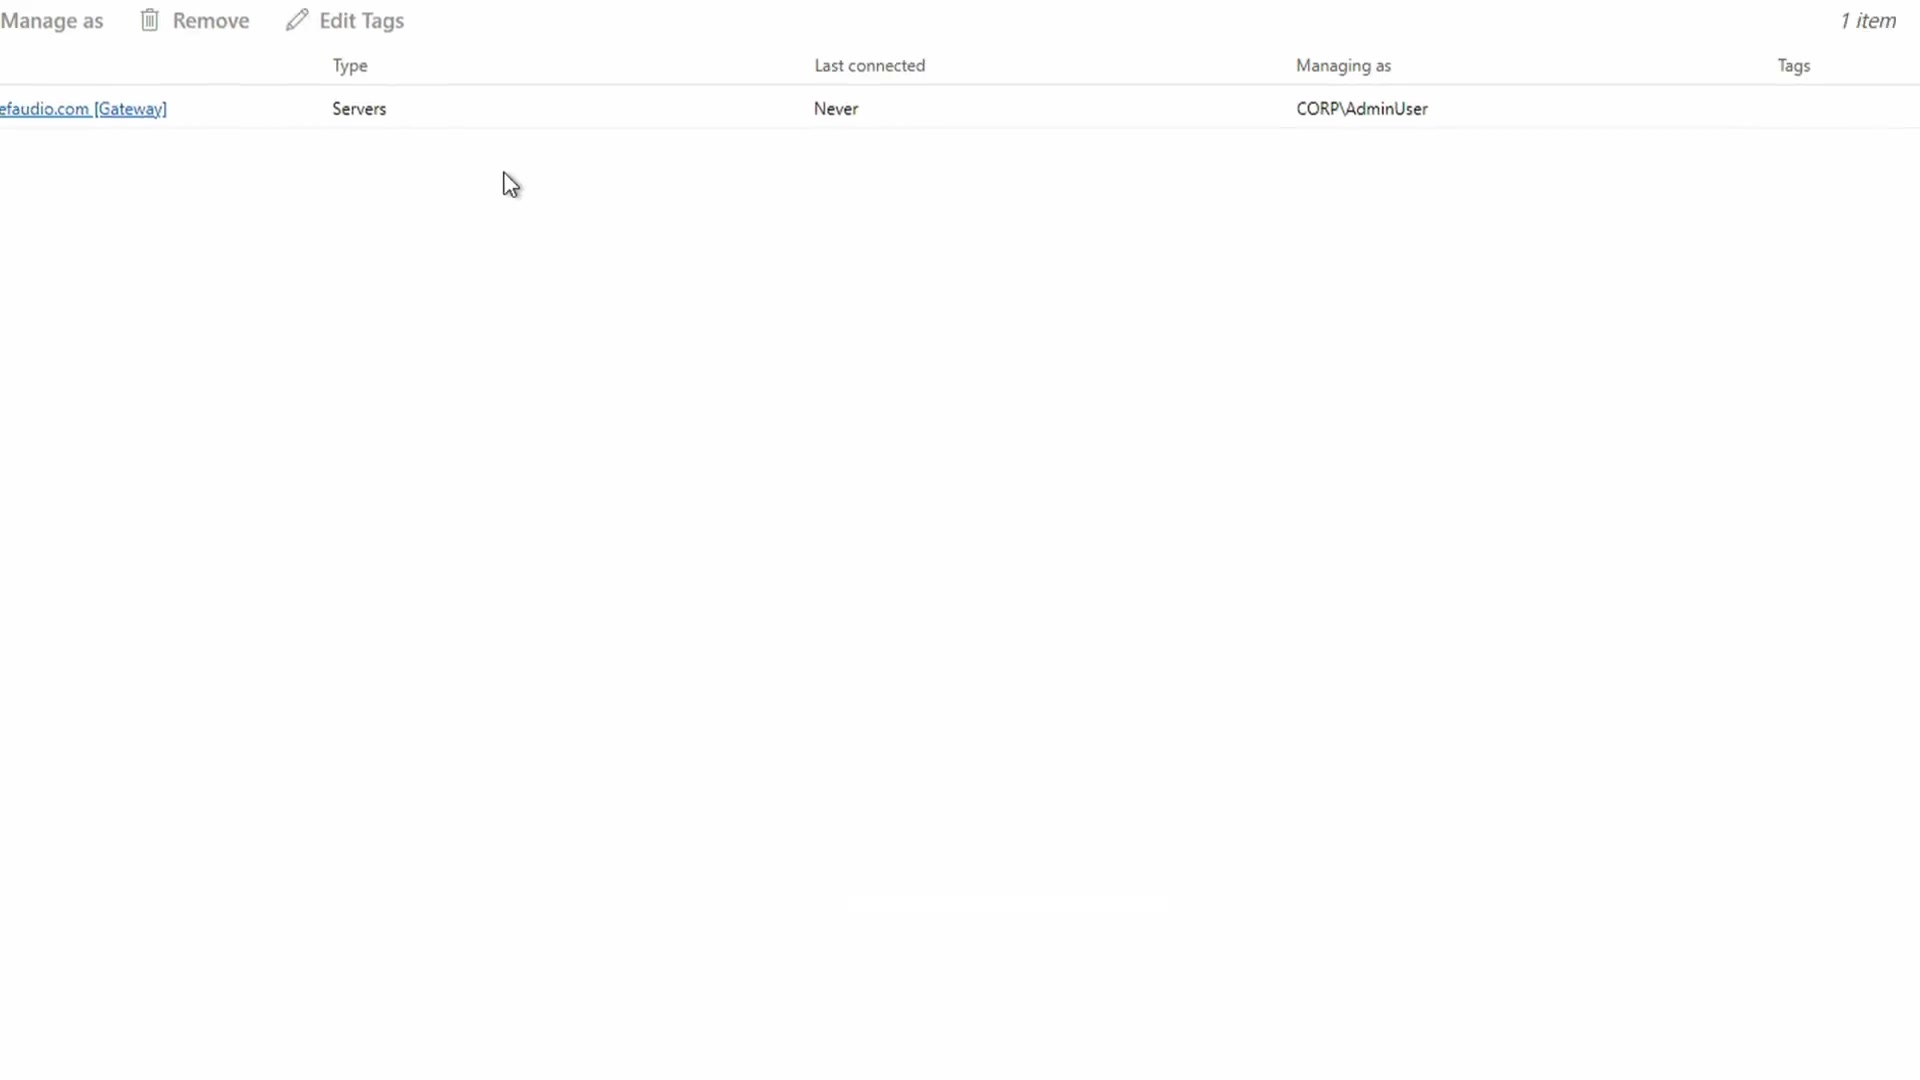 Manage as Remove Edit Tags 1 item
Type Last connected Managing as Tags
efaudio.com [Gateway] Servers Never CORP\AdminUser